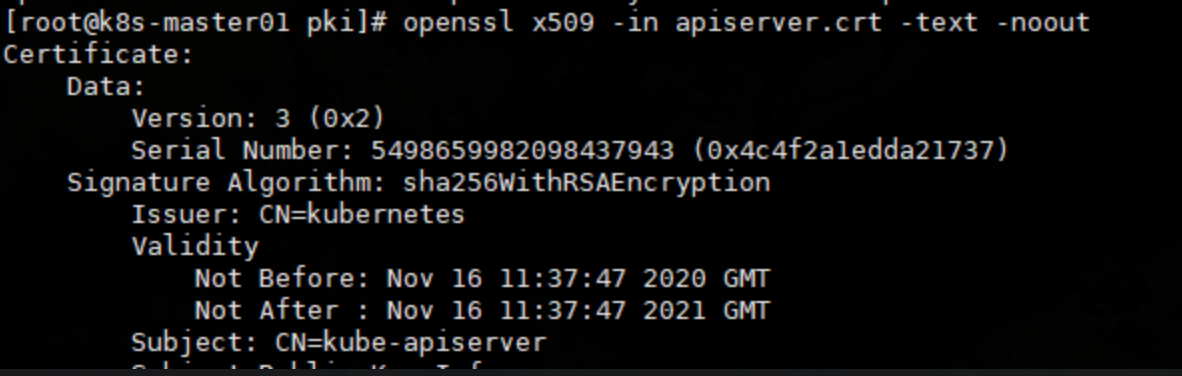 [root@k8s-master01 pki]# openssl x509 -in apiserver.crt -text -noout
Certificate:
    Data:
        Version: 3 (0x2)
        Serial Number: 5498659982098437943 (0x4c4f2a1edda21737)
    Signature Algorithm: sha256WithRSAEncryption
        Issuer: CN=kubernetes
        Validity
            Not Before: Nov 16 11:37:47 2020 GMT
            Not After : Nov 16 11:37:47 2021 GMT
        Subject: CN=kube-apiserver